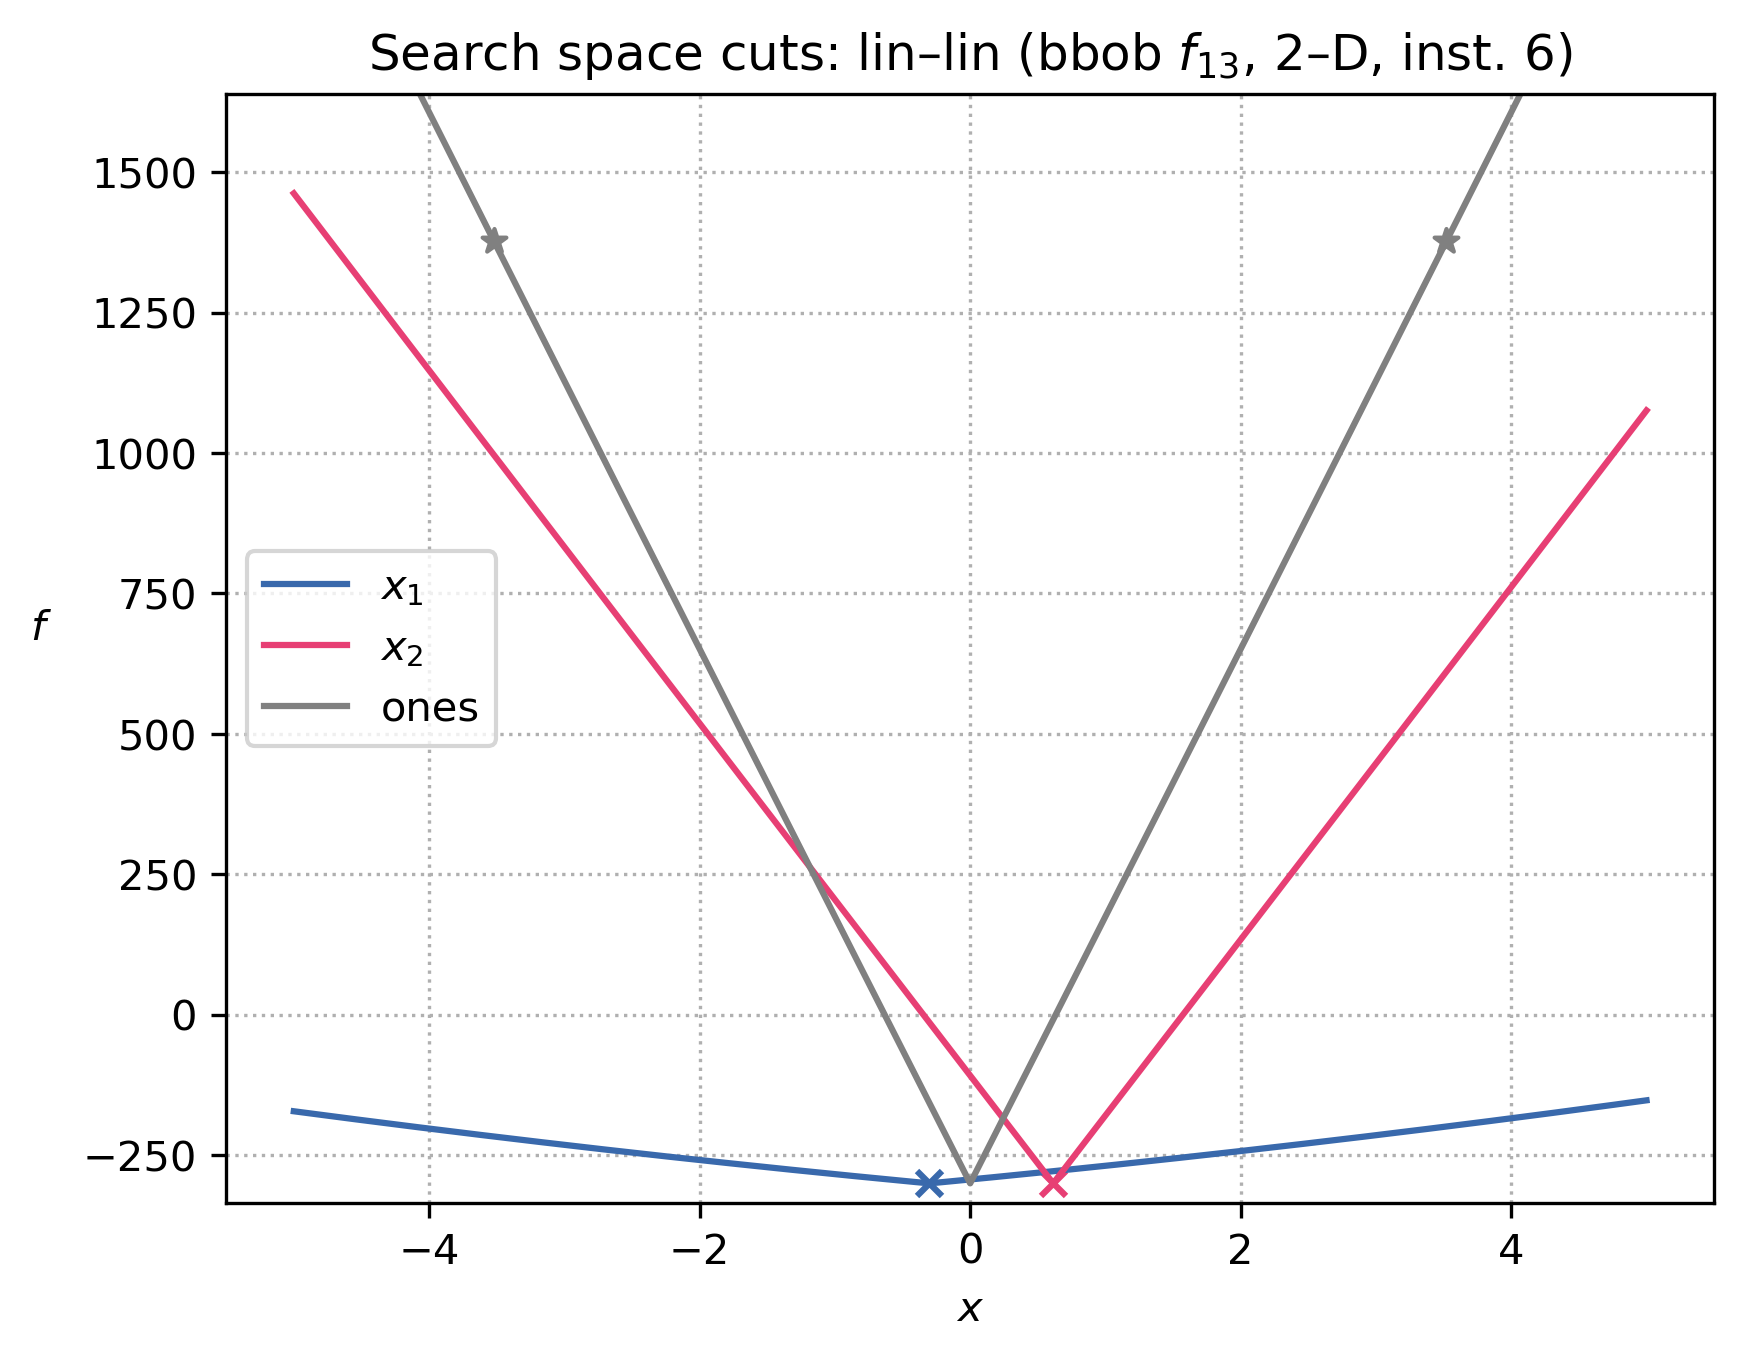 Search space cuts: lin–lin (bbob f₁₃, 2–D, inst. 6)
1500
1250
1000
750
500
250
0
−250
f
x₁
x₂
ones
−4 −2 0 2 4
x